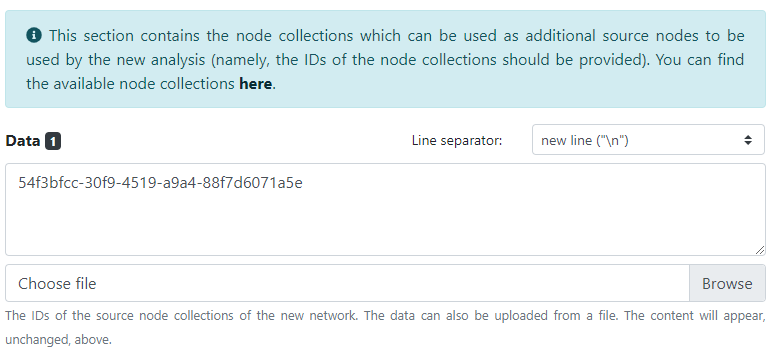 This section contains the node collections which can be used as additional source nodes to be
used by the new analysis (namely, the IDs of the node collections should be provided). You can find
the available node collections here.
Data 1
Line separator:
new line ("\n")
54f3bfcc-30f9-4519-a9a4-88f7d6071a5e
Choose file
Browse
The IDs of the source node collections of the new network. The data can also be uploaded from a file. The content will appear,
unchanged, above.